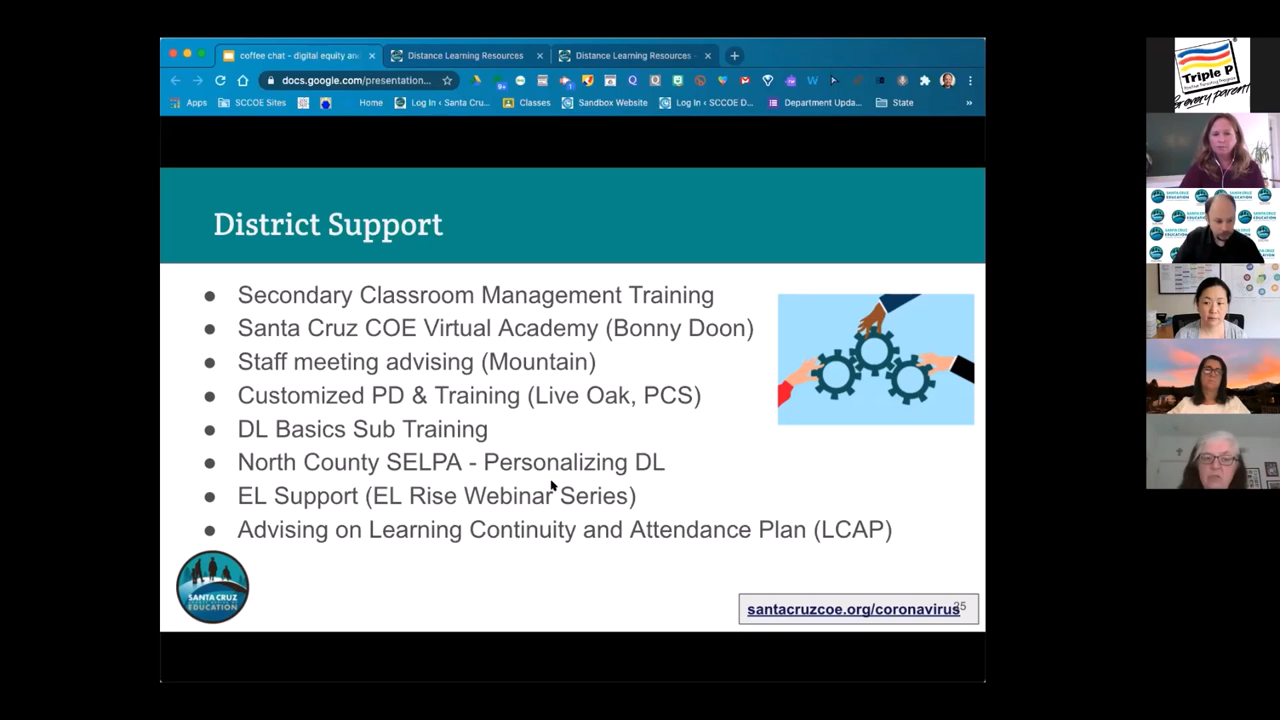 coffee chat - digital equity and
Distance Learning Resources
Distance Learning Resources
docs.google.com/presentation...
Apps
SCCOE Sites
Home
Log In ‹ Santa Cru...
Classes
Sandbox Website
Log In ‹ SCCOE D...
Department Upda...
State
District Support
● Secondary Classroom Management Training
● Santa Cruz COE Virtual Academy (Bonny Doon)
● Staff meeting advising (Mountain)
● Customized PD & Training (Live Oak, PCS)
● DL Basics Sub Training
● North County SELPA - Personalizing DL
● EL Support (EL Rise Webinar Series)
● Advising on Learning Continuity and Attendance Plan (LCAP)
SANTA CRUZ
EDUCATION
santacruzcoe.org/coronavirus
25
Triple P